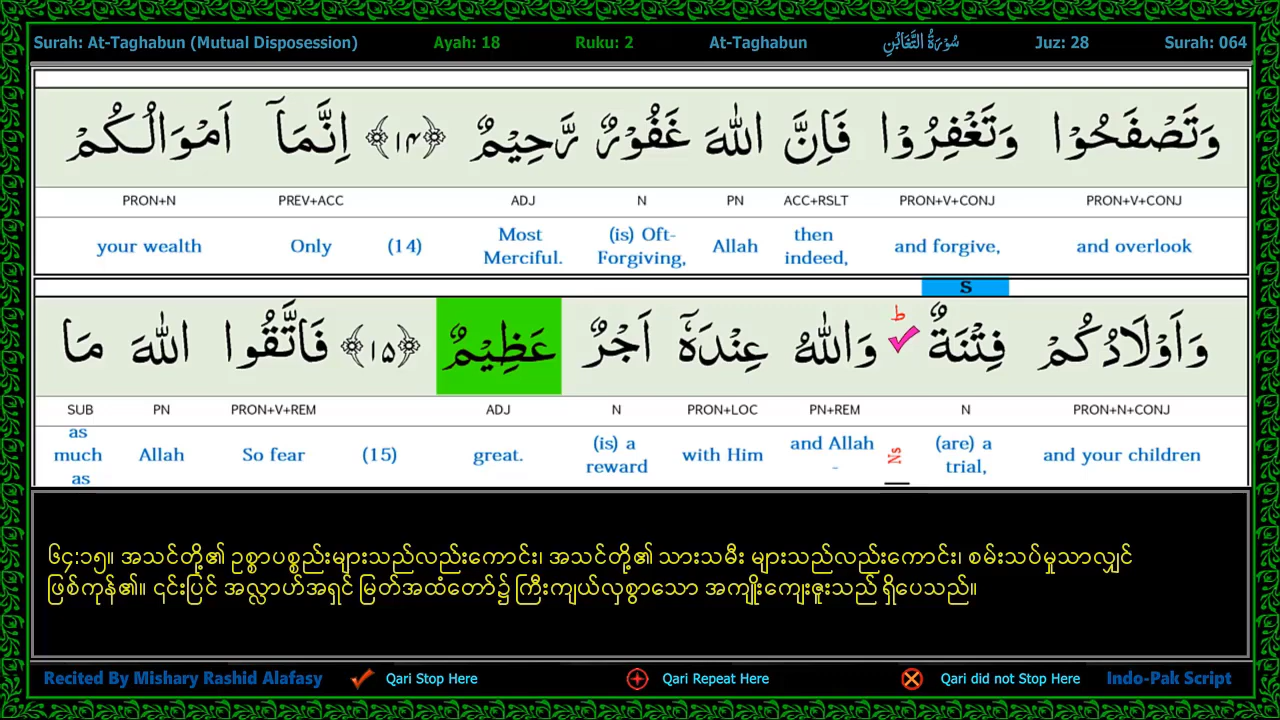 Surah: At-Taghabun (Mutual Disposession) Ayah: 18 Ruku: 2 At-Taghabun سُوْرَةُ التَّغَابُنِ Juz: 28 Surah: 064
وَتَصْفَحُوْا وَتَغْفِرُوْا فَاِنَّ اللّٰهَ غَفُوْرٌ رَّحِيْمٌ ﴿۱۴﴾ اِنَّمَاۤ اَمْوَالُكُمْ
PRON+N PREV+ACC ADJ N PN ACC+RSLT PRON+V+CONJ PRON+V+CONJ
your wealth Only (14) Most Merciful. (is) Oft-Forgiving, Allah then indeed, and forgive, and overlook
S
وَاَوْلَادُكُمْ فِتْنَةٌ ؕ وَاللّٰهُ عِنْدَهٗۤ اَجْرٌ عَظِيْمٌ ﴿۱۵﴾ فَاتَّقُوا اللّٰهَ مَا
SUB PN PRON+V+REM ADJ N PRON+LOC PN+REM N PRON+N+CONJ
as much as Allah So fear (15) great. (is) a reward with Him and Allah - Ns (are) a trial, and your children
၆၄:၁၅။ အသင်တို့၏ ဥစ္စာပစ္စည်းများသည်လည်းကောင်း၊ အသင်တို့၏ သားသမီး များသည်လည်းကောင်း၊ စမ်းသပ်မှုသာလျှင်
ဖြစ်ကုန်၏။ ၎င်းပြင် အလ္လာဟ်အရှင် မြတ်အထံတော်၌ ကြီးကျယ်လှစွာသော အကျိုးကျေးဇူးသည် ရှိပေသည်။
Recited By Mishary Rashid Alafasy Qari Stop Here Qari Repeat Here Qari did not Stop Here Indo-Pak Script